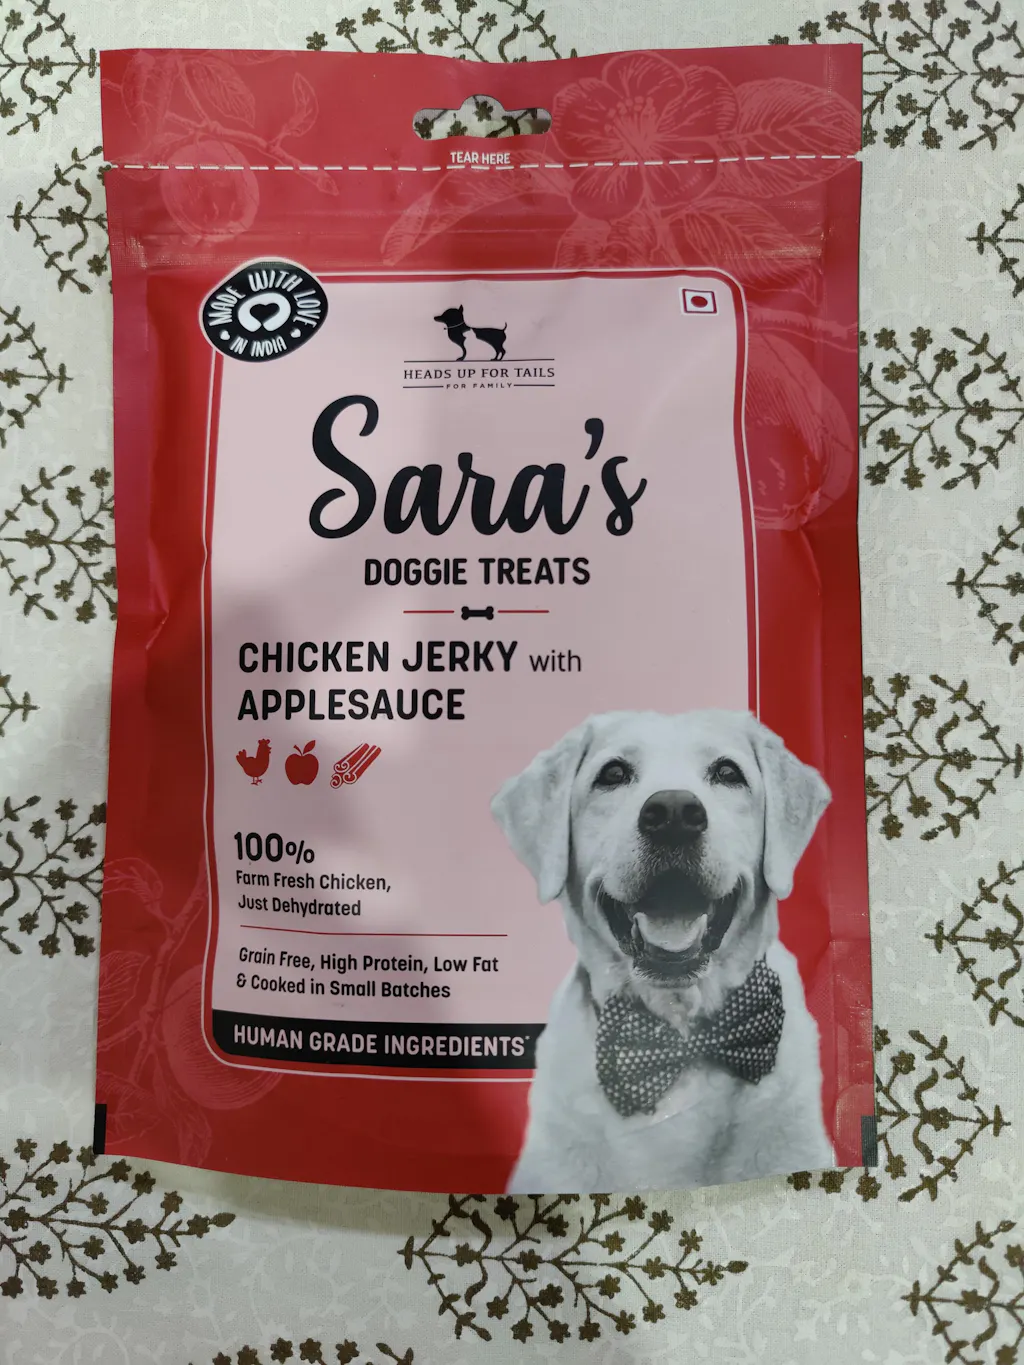 TEAR HERE
MADE WITH LOVE
IN INDIA
HEADS UP FOR TAILS
FOR FAMILY
Sara's
DOGGIE TREATS
CHICKEN JERKY with
APPLESAUCE
100%
Farm Fresh Chicken,
Just Dehydrated
Grain Free, High Protein, Low Fat
& Cooked in Small Batches
HUMAN GRADE INGREDIENTS*